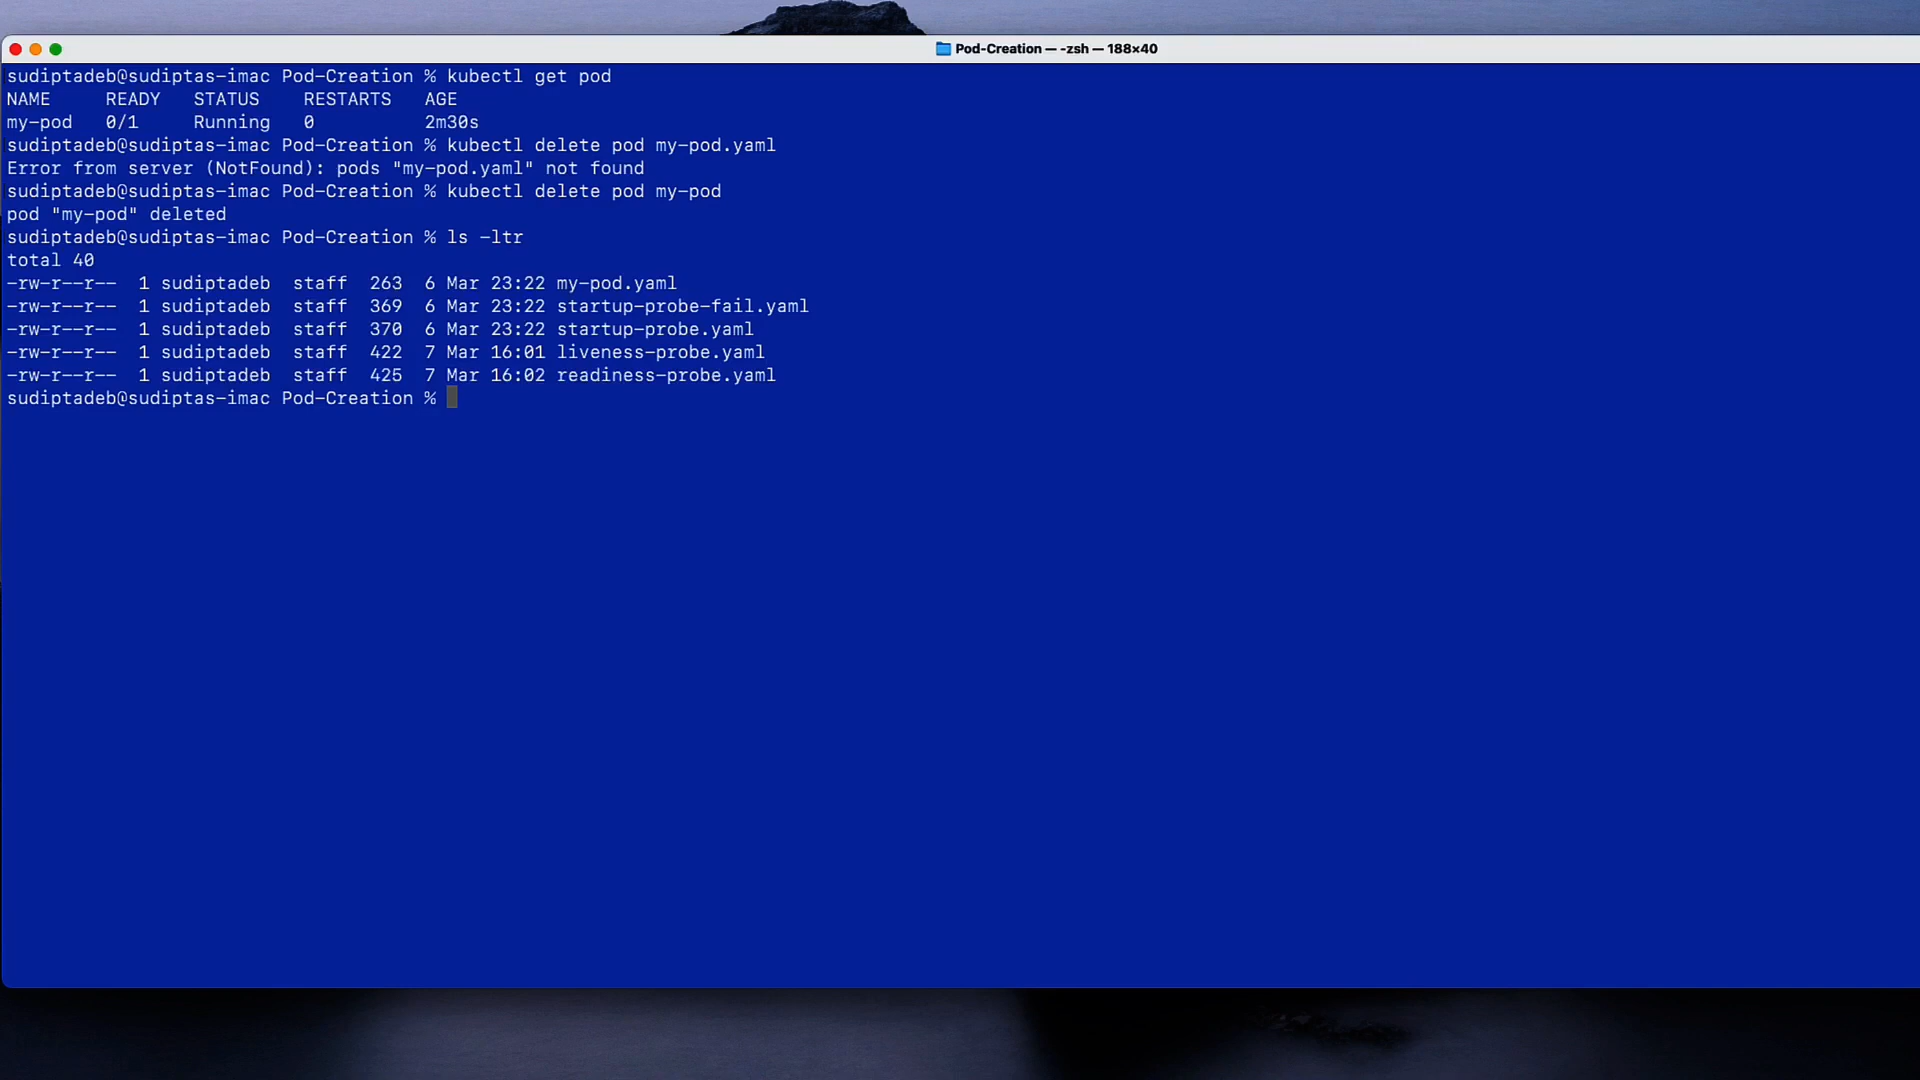 Pod-Creation — -zsh — 188×40
sudiptadeb@sudiptas-imac Pod-Creation % kubectl get pod
NAME     READY   STATUS    RESTARTS   AGE
my-pod   0/1     Running   0          2m30s
sudiptadeb@sudiptas-imac Pod-Creation % kubectl delete pod my-pod.yaml
Error from server (NotFound): pods "my-pod.yaml" not found
sudiptadeb@sudiptas-imac Pod-Creation % kubectl delete pod my-pod
pod "my-pod" deleted
sudiptadeb@sudiptas-imac Pod-Creation % ls -ltr
total 40
-rw-r--r--  1 sudiptadeb  staff  263  6 Mar 23:22 my-pod.yaml
-rw-r--r--  1 sudiptadeb  staff  369  6 Mar 23:22 startup-probe-fail.yaml
-rw-r--r--  1 sudiptadeb  staff  370  6 Mar 23:22 startup-probe.yaml
-rw-r--r--  1 sudiptadeb  staff  422  7 Mar 16:01 liveness-probe.yaml
-rw-r--r--  1 sudiptadeb  staff  425  7 Mar 16:02 readiness-probe.yaml
sudiptadeb@sudiptas-imac Pod-Creation %